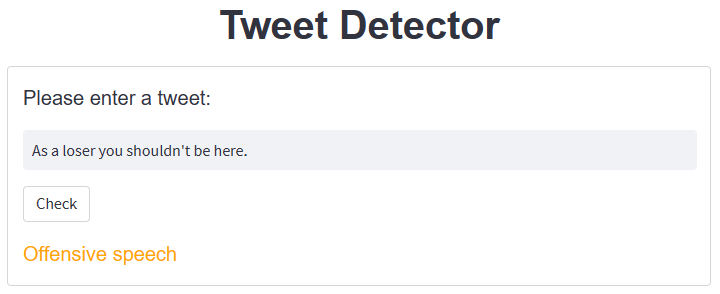 Tweet Detector
Please enter a tweet:
As a loser you shouldn't be here.
Check
Offensive speech